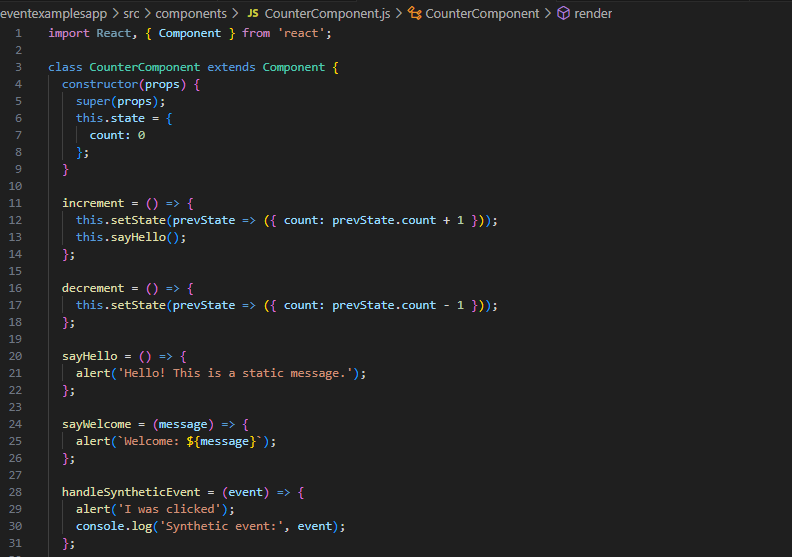 eventexamplesapp > src > components > JS CounterComponent.js > CounterComponent > render
1 import React, { Component } from 'react';
2
3 class CounterComponent extends Component {
4 constructor(props) {
5 super(props);
6 this.state = {
7 count: 0
8 };
9 }
10
11 increment = () => {
12 this.setState(prevState => ({ count: prevState.count + 1 }));
13 this.sayHello();
14 };
15
16 decrement = () => {
17 this.setState(prevState => ({ count: prevState.count - 1 }));
18 };
19
20 sayHello = () => {
21 alert('Hello! This is a static message.');
22 };
23
24 sayWelcome = (message) => {
25 alert(`Welcome: ${message}`);
26 };
27
28 handleSyntheticEvent = (event) => {
29 alert('I was clicked');
30 console.log('Synthetic event:', event);
31 };